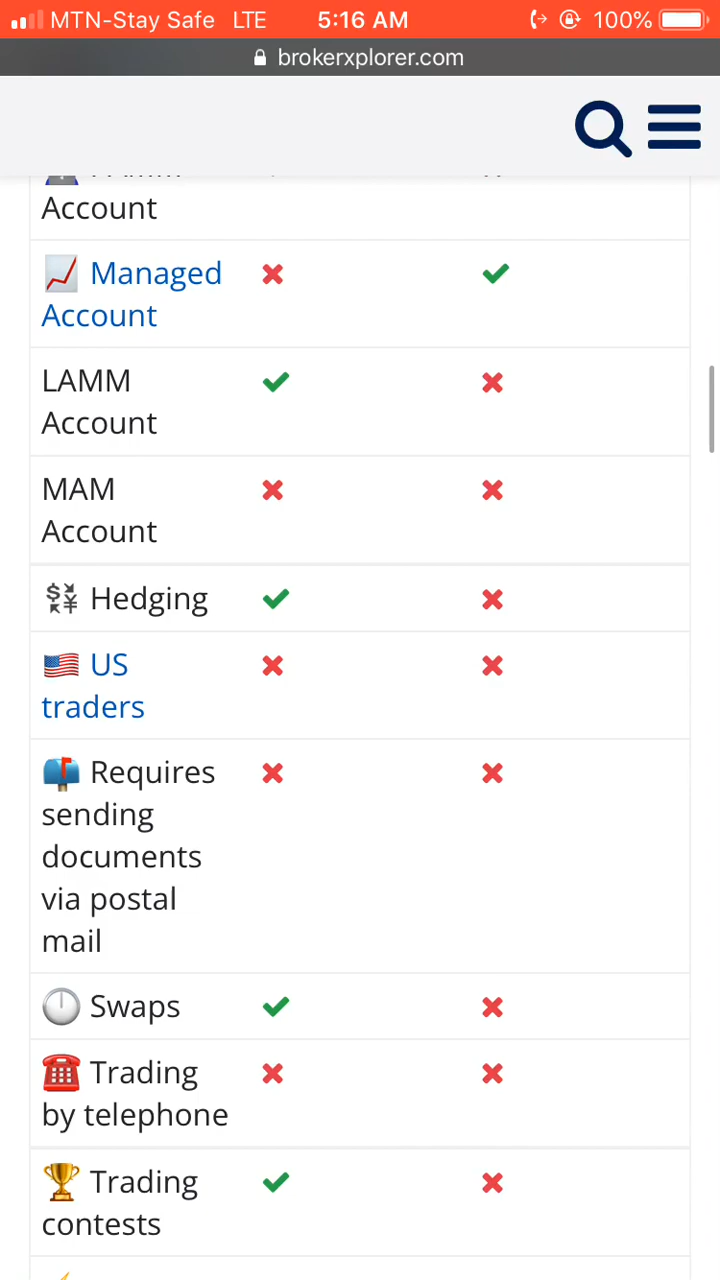 MTN-Stay Safe LTE 5:16 AM 100%
brokerxplorer.com
Account
Managed
Account
LAMM
Account
MAM
Account
Hedging
US
traders
Requires
sending
documents
via postal
mail
Swaps
Trading
by telephone
Trading
contests